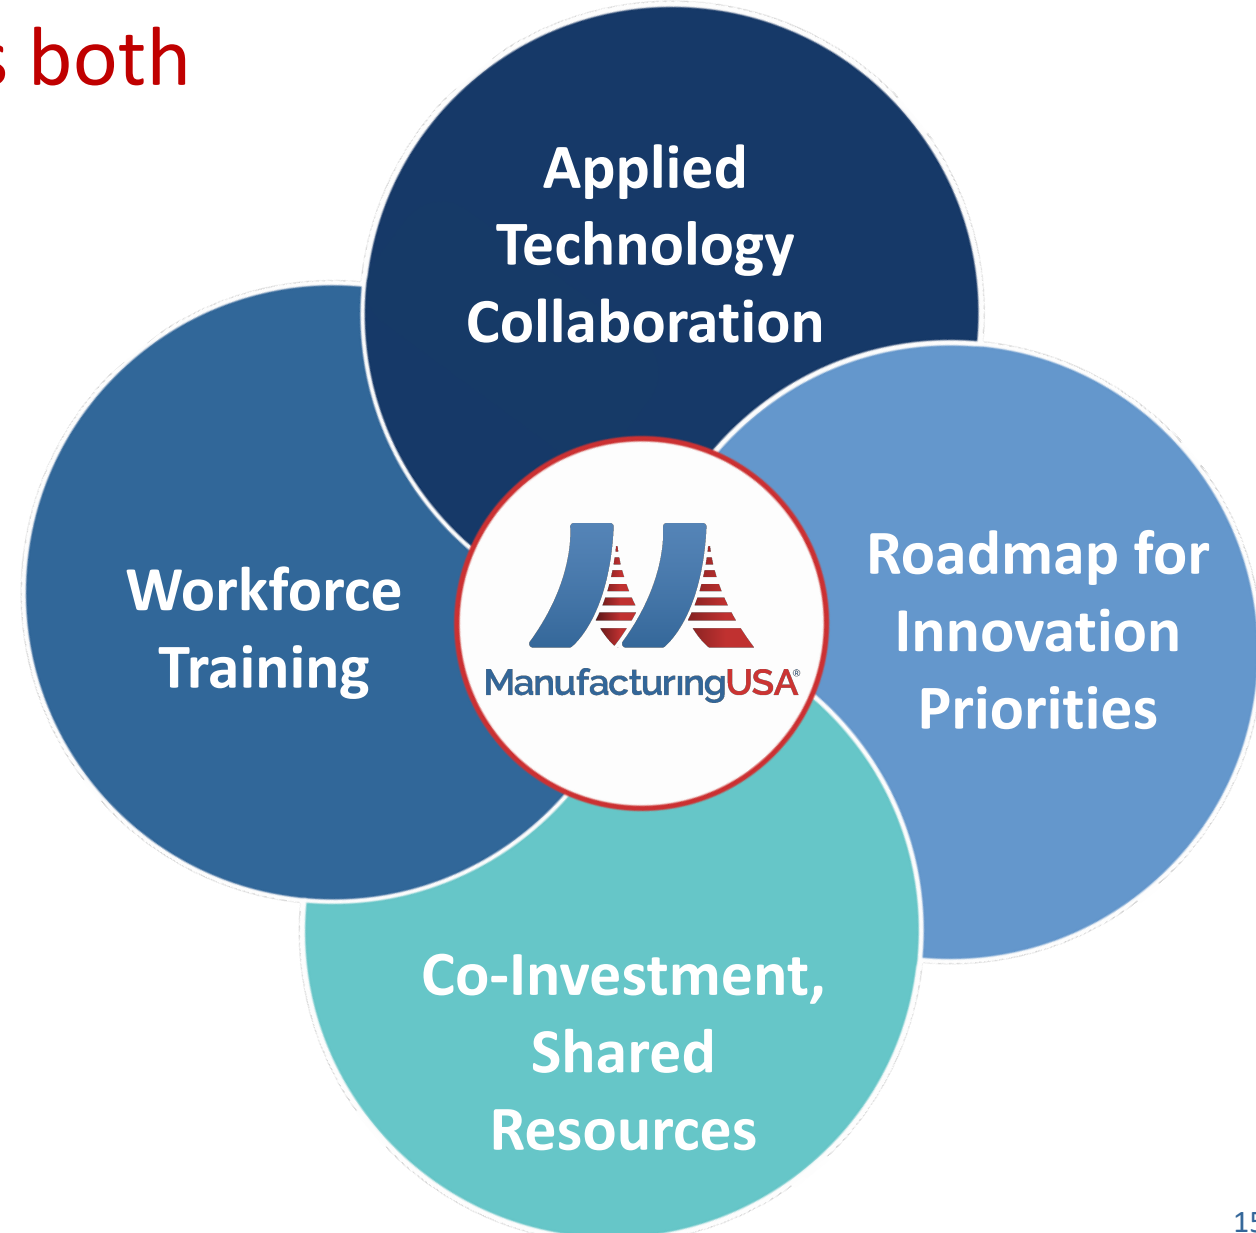 s both
Applied
Technology
Collaboration
Workforce
Training
ManufacturingUSA®
Roadmap for
Innovation
Priorities
Co-Investment,
Shared
Resources
15